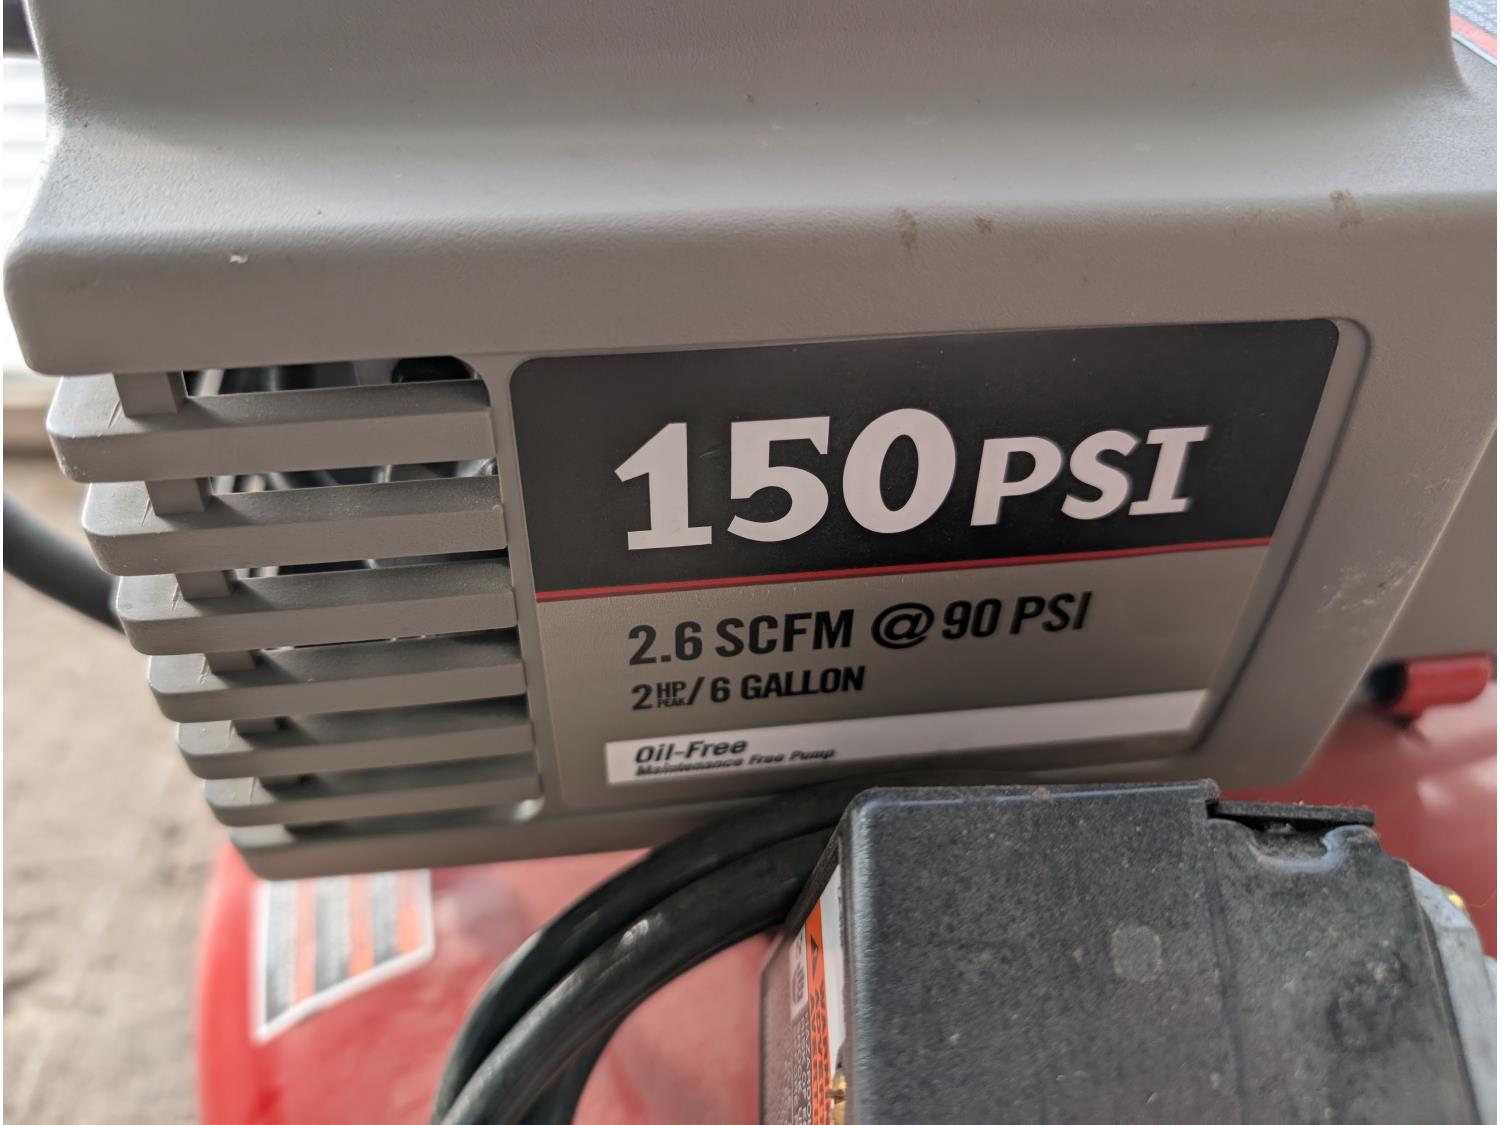 150 PSI
2.6 SCFM @ 90 PSI
2 HP PEAK / 6 GALLON
Oil-Free
Maintenance Free Pump